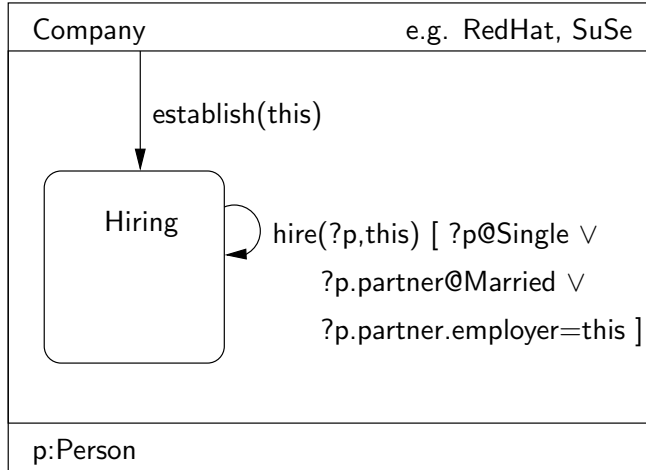 Company e.g. RedHat, SuSe
establish(this)
Hiring
hire(?p,this) [ ?p@Single ∨
?p.partner@Married ∨
?p.partner.employer=this ]
p:Person